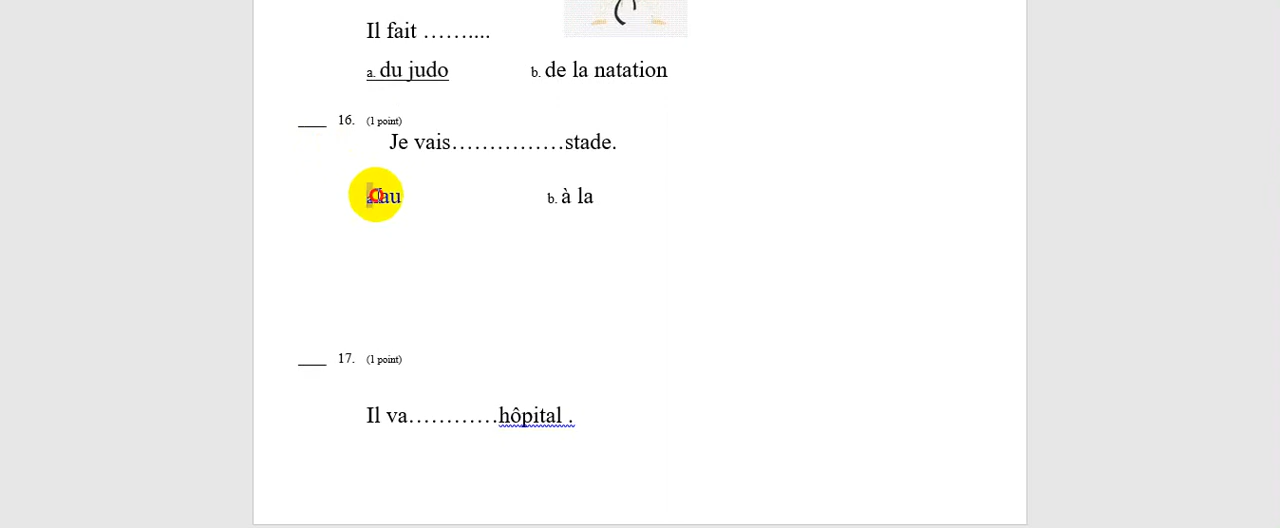 Il fait ……....
a. du judo b. de la natation
____ 16. (1 point)
Je vais……………stade.
a. au b. à la
____ 17. (1 point)
Il va…………hôpital .